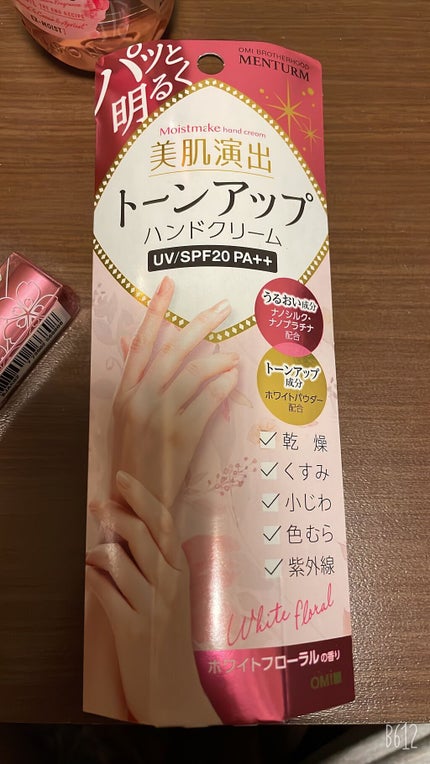 EX-MOIST
パッと
明るく
OMI BROTHERHOOD
MENTURM
Moistmake hand cream
美肌演出
トーンアップ
ハンドクリーム
UV/SPF20 PA++
うるおい成分
ナノシルク・
ナノプラチナ
配合
トーンアップ
成分
ホワイトパウダー
配合
乾 燥
くすみ
小じわ
色むら
紫外線
White floral
ホワイトフローラルの香り
OMI
B612